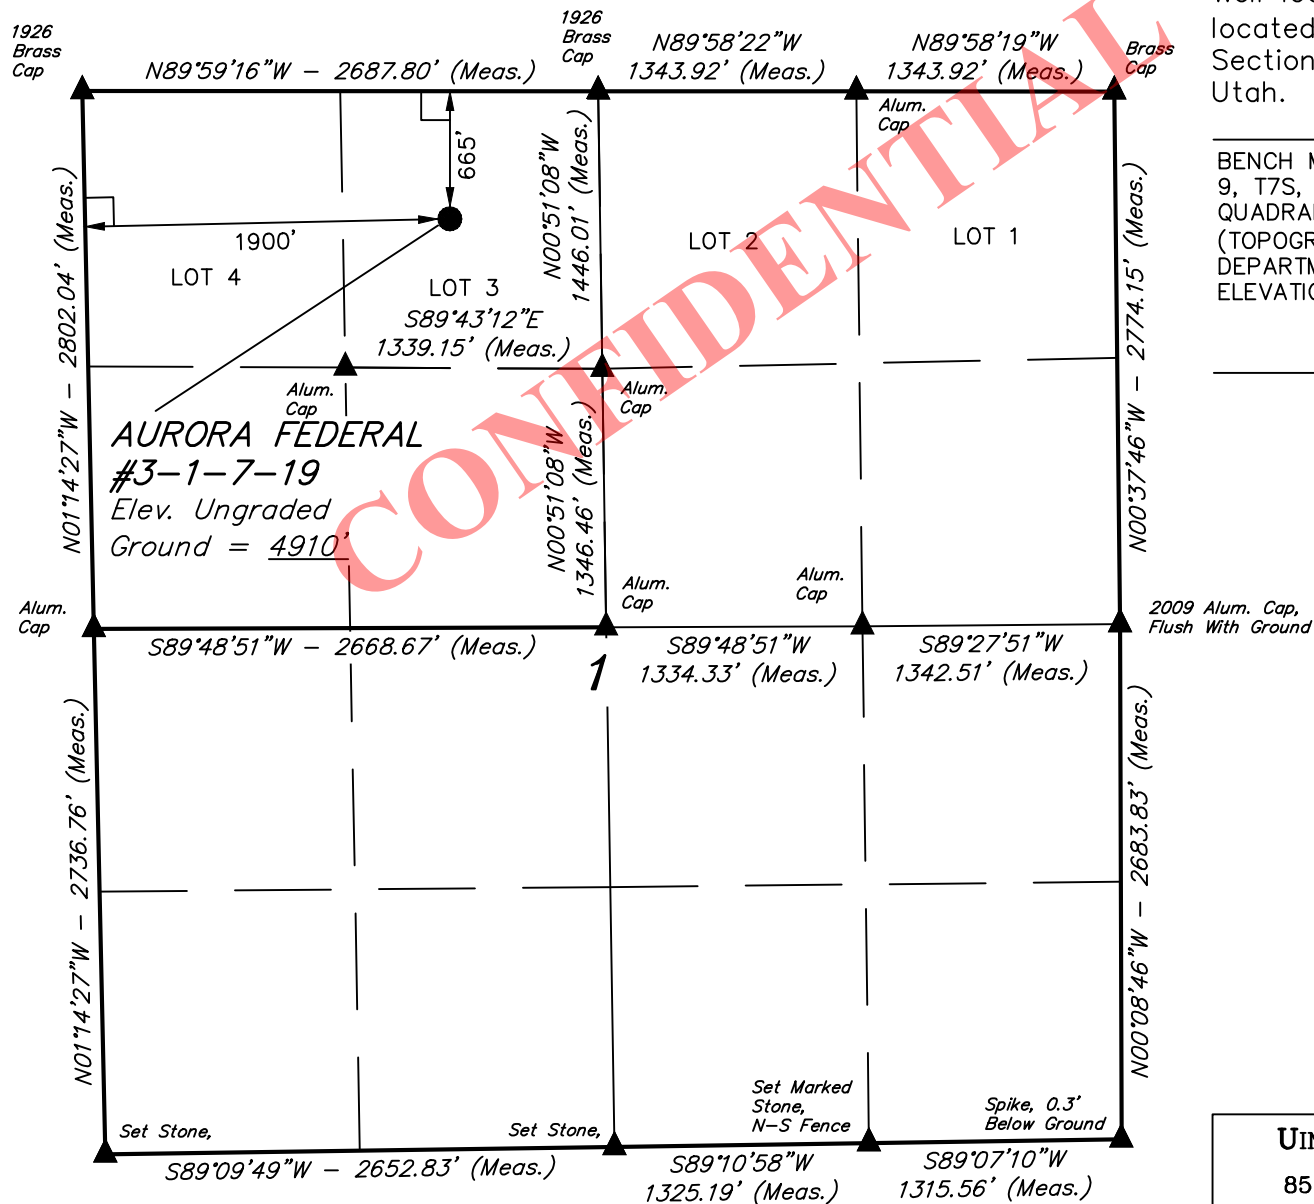 1926
Brass
Cap
1926
Brass
Cap
N89°59'16"W - 2687.80' (Meas.)
N89°58'22"W
1343.92' (Meas.)
N89°58'19"W
1343.92' (Meas.)
Brass
Cap
located
Section
Utah.
Alum.
Cap
BENCH M
9, T7S,
QUADRA
(TOPOGR
DEPARTM
ELEVATIO
665'
1900'
LOT 4
LOT 3
LOT 2
LOT 1
N01°14'27"W - 2802.04' (Meas.)
N00°51'08"W
1446.01' (Meas.)
N00°37'46"W - 2774.15' (Meas.)
S89°43'12"E
1339.15' (Meas.)
Alum.
Cap
Alum.
Cap
AURORA FEDERAL
#3-1-7-19
Elev. Ungraded
Ground = 4910'
N00°51'08"W
1346.46' (Meas.)
CONFIDENTIAL
Alum.
Cap
Alum.
Cap
Alum.
Cap
2009 Alum. Cap,
Flush With Ground
S89°48'51"W - 2668.67' (Meas.)
1
S89°48'51"W
1334.33' (Meas.)
S89°27'51"W
1342.51' (Meas.)
N01°14'27"W - 2736.76' (Meas.)
N00°08'46"W - 2683.83' (Meas.)
Set Stone,
Set Stone,
Set Marked
Stone,
N-S Fence
Spike, 0.3'
Below Ground
S89°09'49"W - 2652.83' (Meas.)
S89°10'58"W
1325.19' (Meas.)
S89°07'10"W
1315.56' (Meas.)
UIN
85